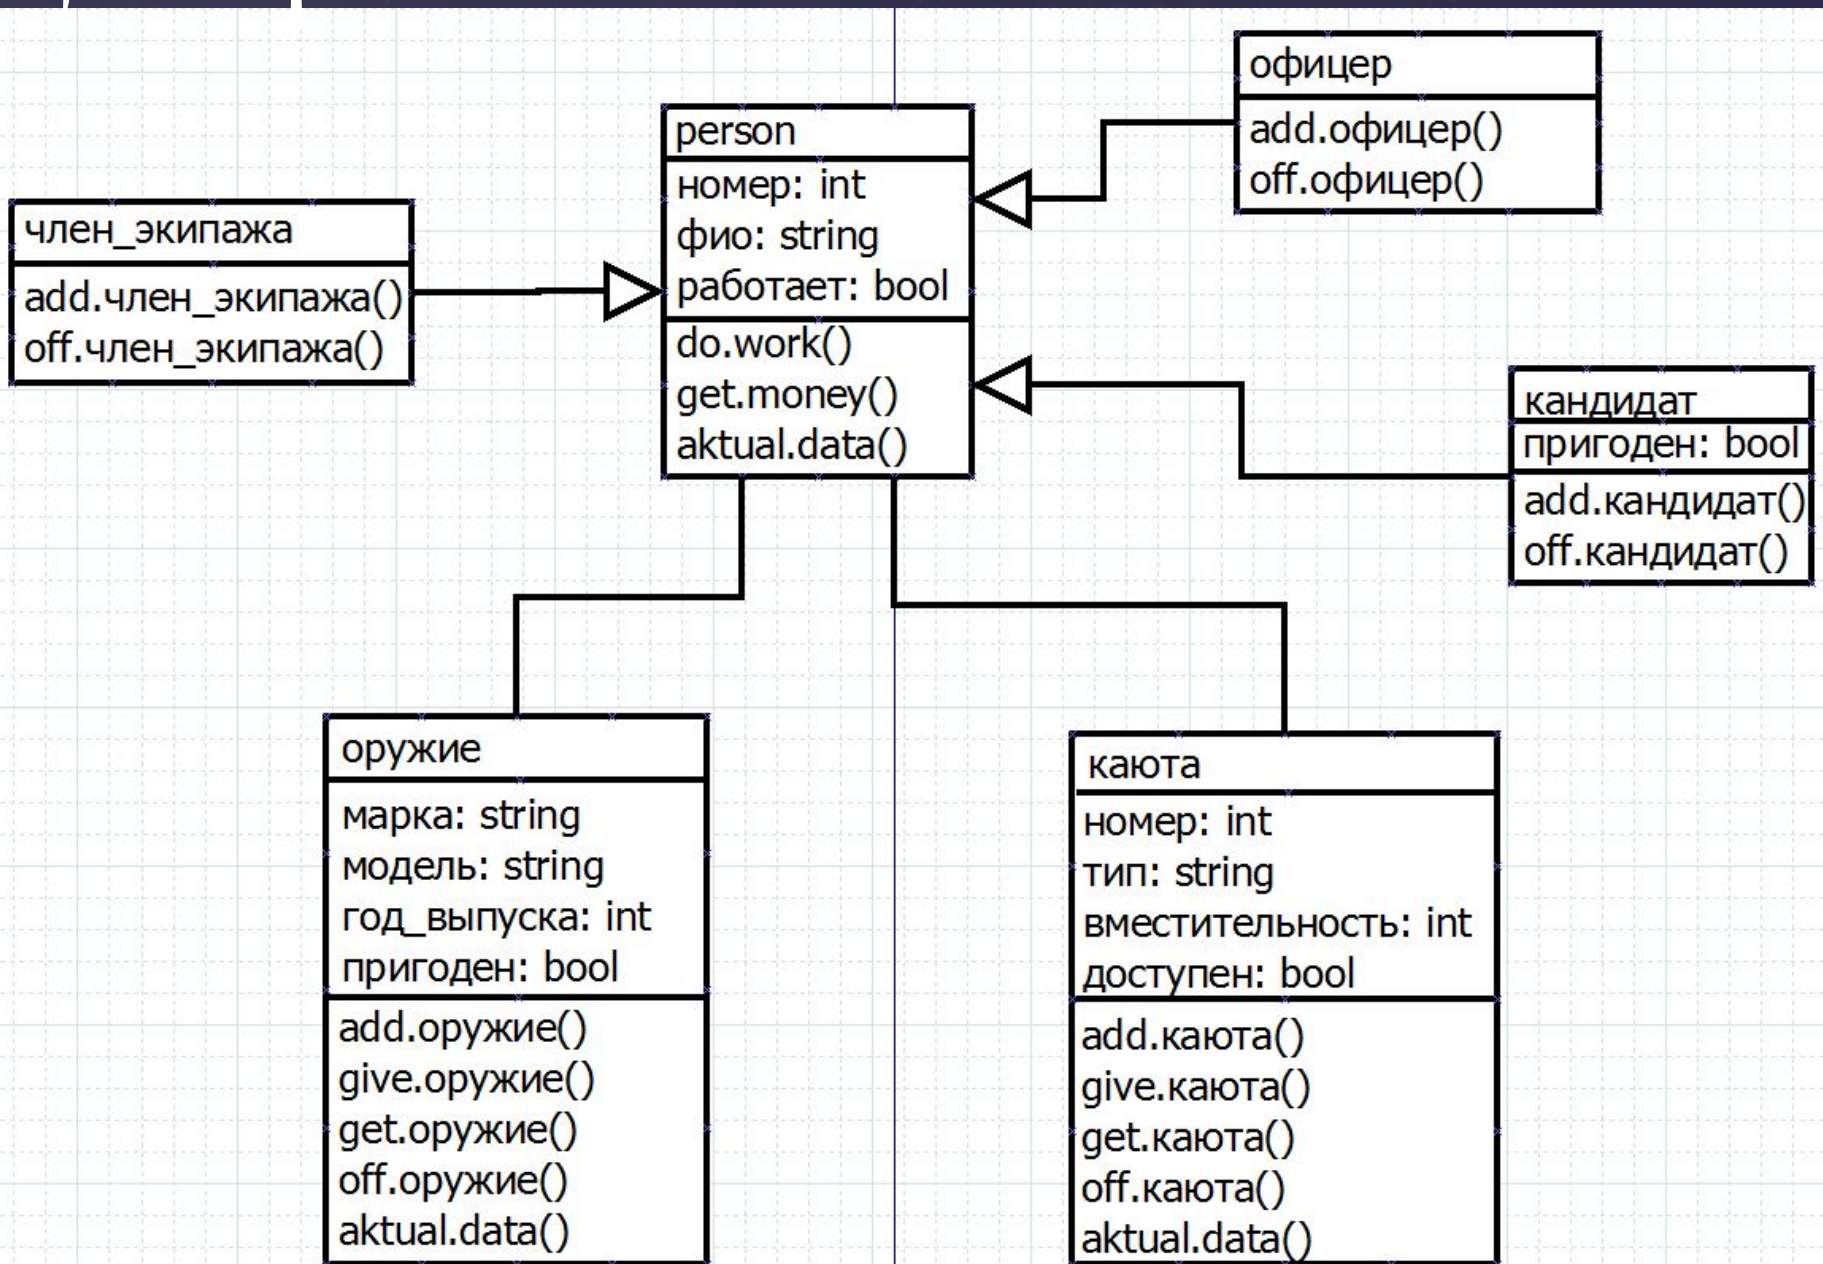 офицер
add.офицер()
off.офицер()
person
номер: int
фио: string
работает: bool
do.work()
get.money()
aktual.data()
член_экипажа
add.член_экипажа()
off.член_экипажа()
кандидат
пригоден: bool
add.кандидат()
off.кандидат()
оружие
марка: string
модель: string
год_выпуска: int
пригоден: bool
add.оружие()
give.оружие()
get.оружие()
off.оружие()
aktual.data()
каюта
номер: int
тип: string
вместительность: int
доступен: bool
add.каюта()
give.каюта()
get.каюта()
off.каюта()
aktual.data()